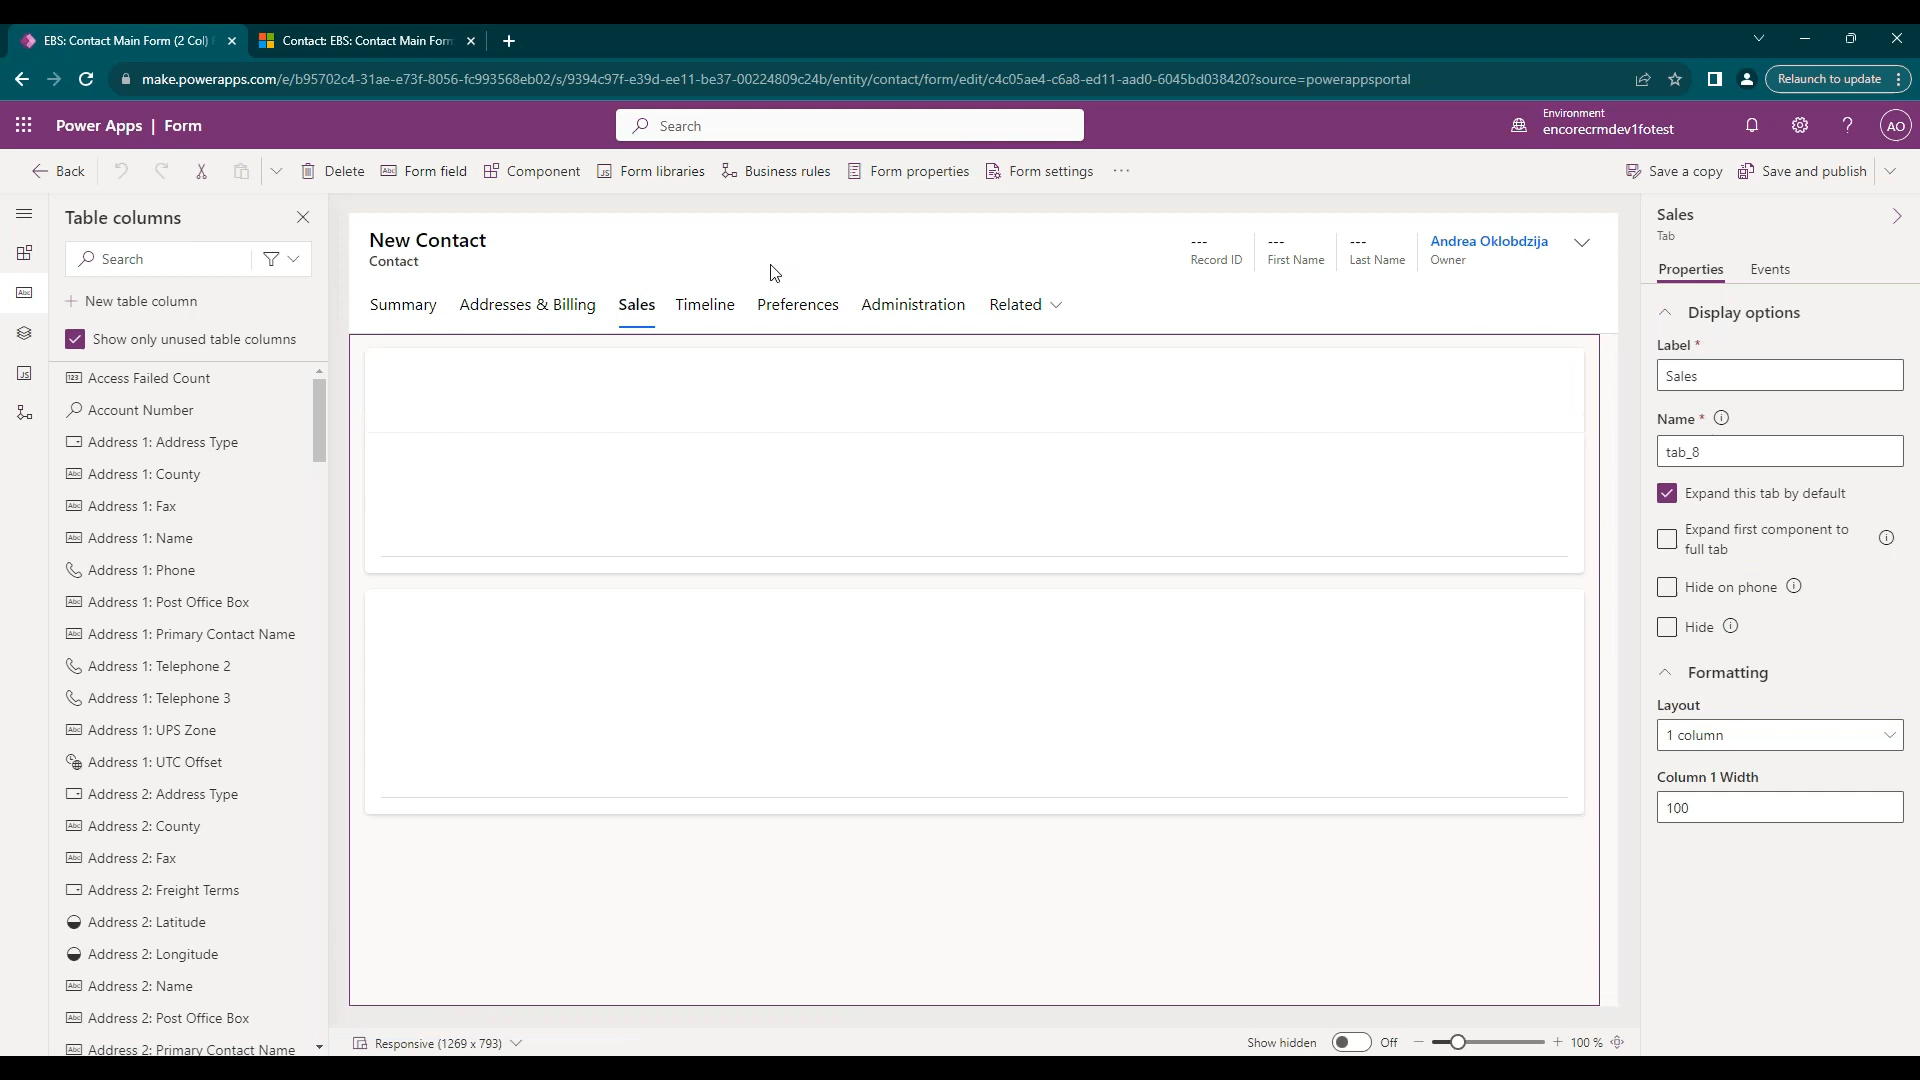 EBS: Contact Main Form (2 Col)
Contact: EBS: Contact Main Form
make.powerapps.com/e/b95702c4-31ae-e73f-8056-fc993568eb02/s/9394c97f-e39d-ee11-be37-00224809c24b/entity/contact/form/edit/c4c05ae4-c6a8-ed11-aad0-6045bd038420?source=powerappsportal
Relaunch to update
Power Apps | Form
Search
Environment
encorecrmdev1fotest
AO
Back
Delete
Form field
Component
Form libraries
Business rules
Form properties
Form settings
Save a copy
Save and publish
Table columns
Search
New table column
Show only unused table columns
Access Failed Count
Account Number
Address 1: Address Type
Address 1: County
Address 1: Fax
Address 1: Name
Address 1: Phone
Address 1: Post Office Box
Address 1: Primary Contact Name
Address 1: Telephone 2
Address 1: Telephone 3
Address 1: UPS Zone
Address 1: UTC Offset
Address 2: Address Type
Address 2: County
Address 2: Fax
Address 2: Freight Terms
Address 2: Latitude
Address 2: Longitude
Address 2: Name
Address 2: Post Office Box
Address 2: Primary Contact Name
New Contact
Contact
---
Record ID
---
First Name
---
Last Name
Andrea Oklobdzija
Owner
Summary
Addresses & Billing
Sales
Timeline
Preferences
Administration
Related
Responsive (1269 x 793)
Show hidden
Off
100 %
Sales
Tab
Properties
Events
Display options
Label *
Sales
Name *
tab_8
Expand this tab by default
Expand first component to
full tab
Hide on phone
Hide
Formatting
Layout
1 column
Column 1 Width
100